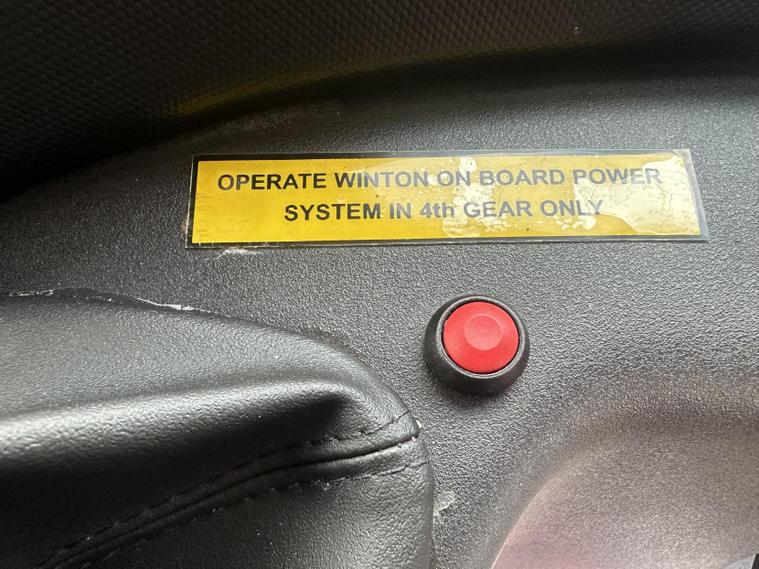 OPERATE WINTON ON BOARD POWER
SYSTEM IN 4th GEAR ONLY